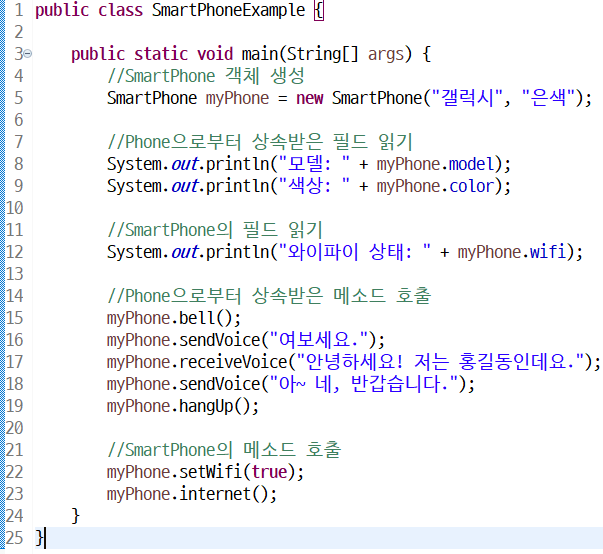 1 public class SmartPhoneExample {
2
3 public static void main(String[] args) {
4 //SmartPhone 객체 생성
5 SmartPhone myPhone = new SmartPhone("갤럭시", "은색");
6
7 //Phone으로부터 상속받은 필드 읽기
8 System.out.println("모델: " + myPhone.model);
9 System.out.println("색상: " + myPhone.color);
10
11 //SmartPhone의 필드 읽기
12 System.out.println("와이파이 상태: " + myPhone.wifi);
13
14 //Phone으로부터 상속받은 메소드 호출
15 myPhone.bell();
16 myPhone.sendVoice("여보세요.");
17 myPhone.receiveVoice("안녕하세요! 저는 홍길동인데요.");
18 myPhone.sendVoice("아~ 네, 반갑습니다.");
19 myPhone.hangUp();
20
21 //SmartPhone의 메소드 호출
22 myPhone.setWifi(true);
23 myPhone.internet();
24 }
25 }